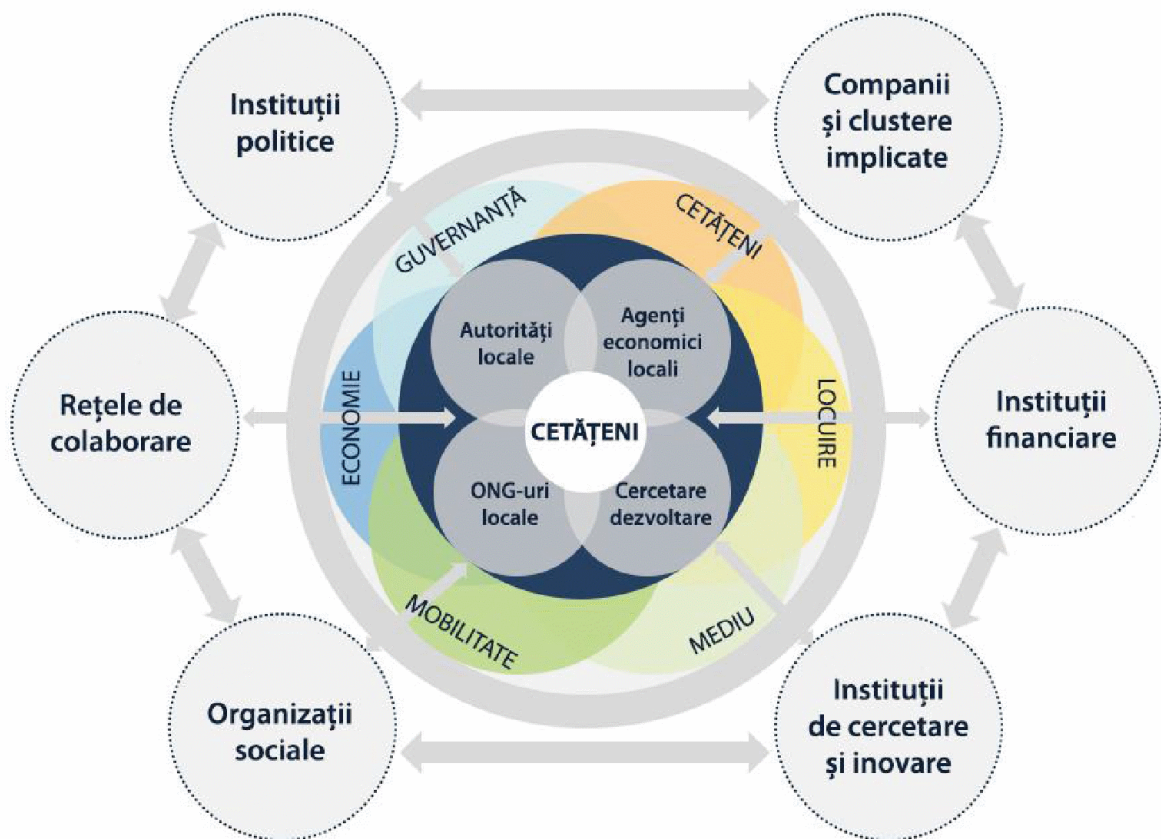 Instituții
politice
Companii
și clustere
implicate
GUVERNANȚĂ
CETĂȚENI
Autorități
locale
Agenți
economici
locali
Rețele de
colaborare
ECONOMIE
CETĂȚENI
LOCUIRE
Instituții
financiare
ONG-uri
locale
Cercetare
dezvoltare
MOBILITATE
MEDIU
Organizații
sociale
Instituții
de cercetare
și inovare